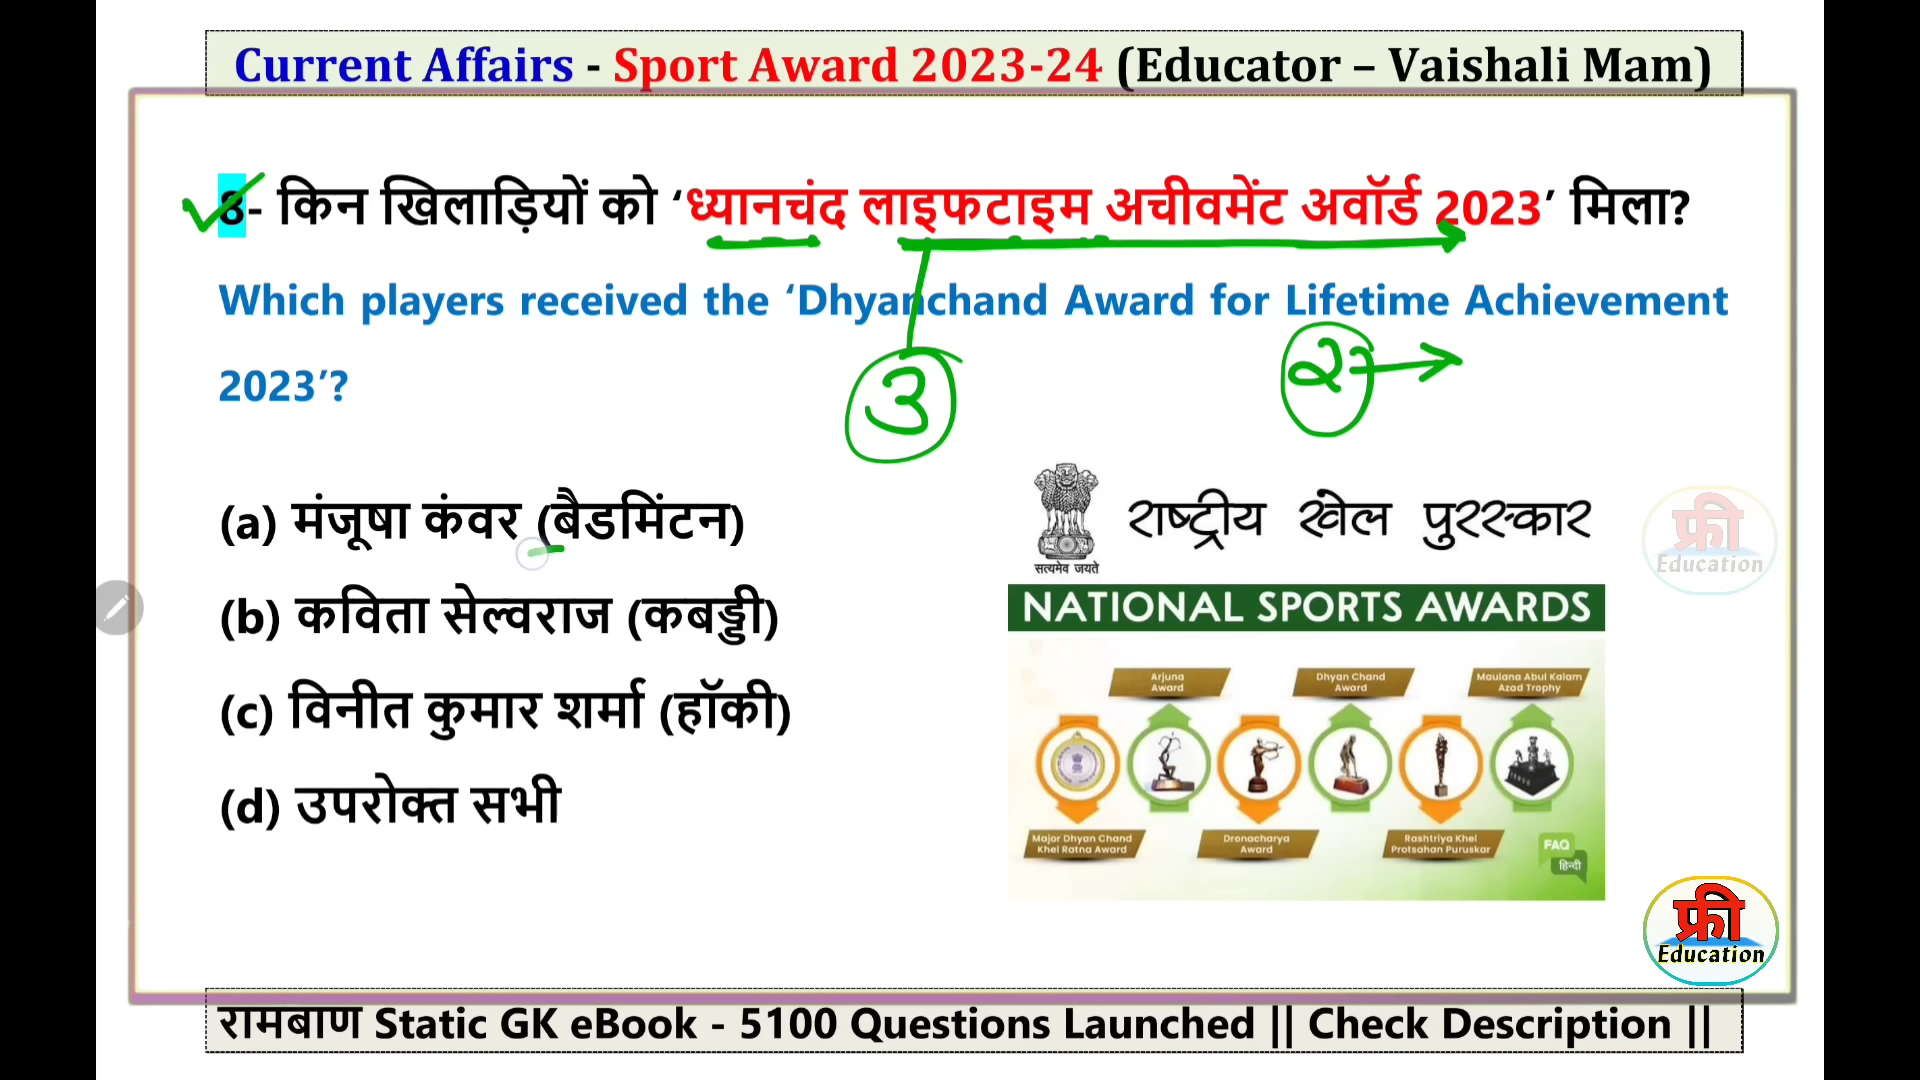 Current Affairs - Sport Award 2023-24 (Educator – Vaishali Mam)
8- किन खिलाड़ियों को ‘ध्यानचंद लाइफटाइम अचीवमेंट अवॉर्ड 2023’ मिला?
Which players received the ‘Dhyanchand Award for Lifetime Achievement
2023’?
3
2
(a) मंजूषा कंवर (बैडमिंटन)
(b) कविता सेल्वराज (कबड्डी)
(c) विनीत कुमार शर्मा (हॉकी)
(d) उपरोक्त सभी
सत्यमेव जयते
राष्ट्रीय खेल पुरस्कार
NATIONAL SPORTS AWARDS
Arjuna
Award
Dhyan Chand
Award
Maulana Abul Kalam
Azad Trophy
Major Dhyan Chand
Khel Ratna Award
Dronacharya
Award
Rashtriya Khel
Protsahan Puruskar
FAQ
हिन्दी
फ्री
Education
फ्री
Education
रामबाण Static GK eBook - 5100 Questions Launched || Check Description ||